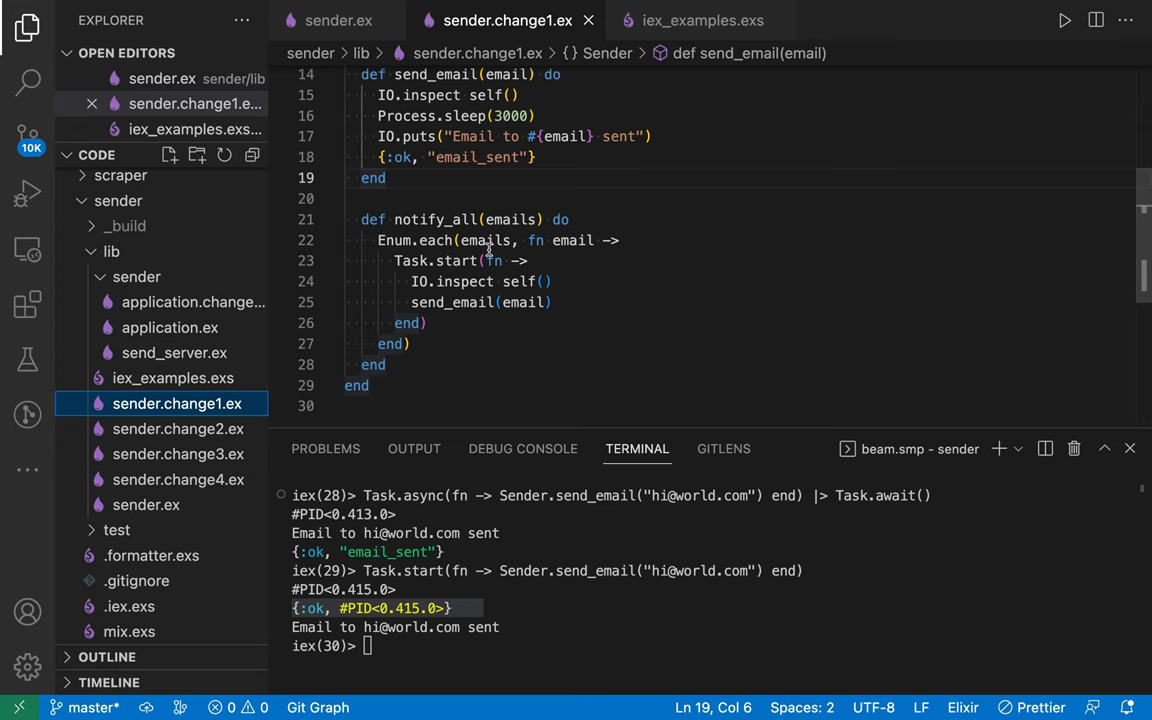 EXPLORER
OPEN EDITORS
sender.ex sender/lib
sender.change1.e...
iex_examples.exs...
10K
CODE
scraper
sender
_build
lib
sender
application.change...
application.ex
send_server.ex
iex_examples.exs
sender.change1.ex
sender.change2.ex
sender.change3.ex
sender.change4.ex
sender.ex
test
.formatter.exs
.gitignore
.iex.exs
mix.exs
OUTLINE
TIMELINE
sender.ex sender.change1.ex iex_examples.exs
sender > lib > sender.change1.ex > {} Sender > def send_email(email)
14 def send_email(email) do
15 IO.inspect self()
16 Process.sleep(3000)
17 IO.puts("Email to #{email} sent")
18 {:ok, "email_sent"}
19 end
20
21 def notify_all(emails) do
22 Enum.each(emails, fn email ->
23 Task.start(fn ->
24 IO.inspect self()
25 send_email(email)
26 end)
27 end)
28 end
29 end
30
PROBLEMS OUTPUT DEBUG CONSOLE TERMINAL GITLENS beam.smp - sender
iex(28)> Task.async(fn -> Sender.send_email("hi@world.com") end) |> Task.await()
#PID<0.413.0>
Email to hi@world.com sent
{:ok, "email_sent"}
iex(29)> Task.start(fn -> Sender.send_email("hi@world.com") end)
#PID<0.415.0>
{:ok, #PID<0.415.0>}
Email to hi@world.com sent
iex(30)>
master* 0 0 Git Graph Ln 19, Col 6 Spaces: 2 UTF-8 LF Elixir Prettier